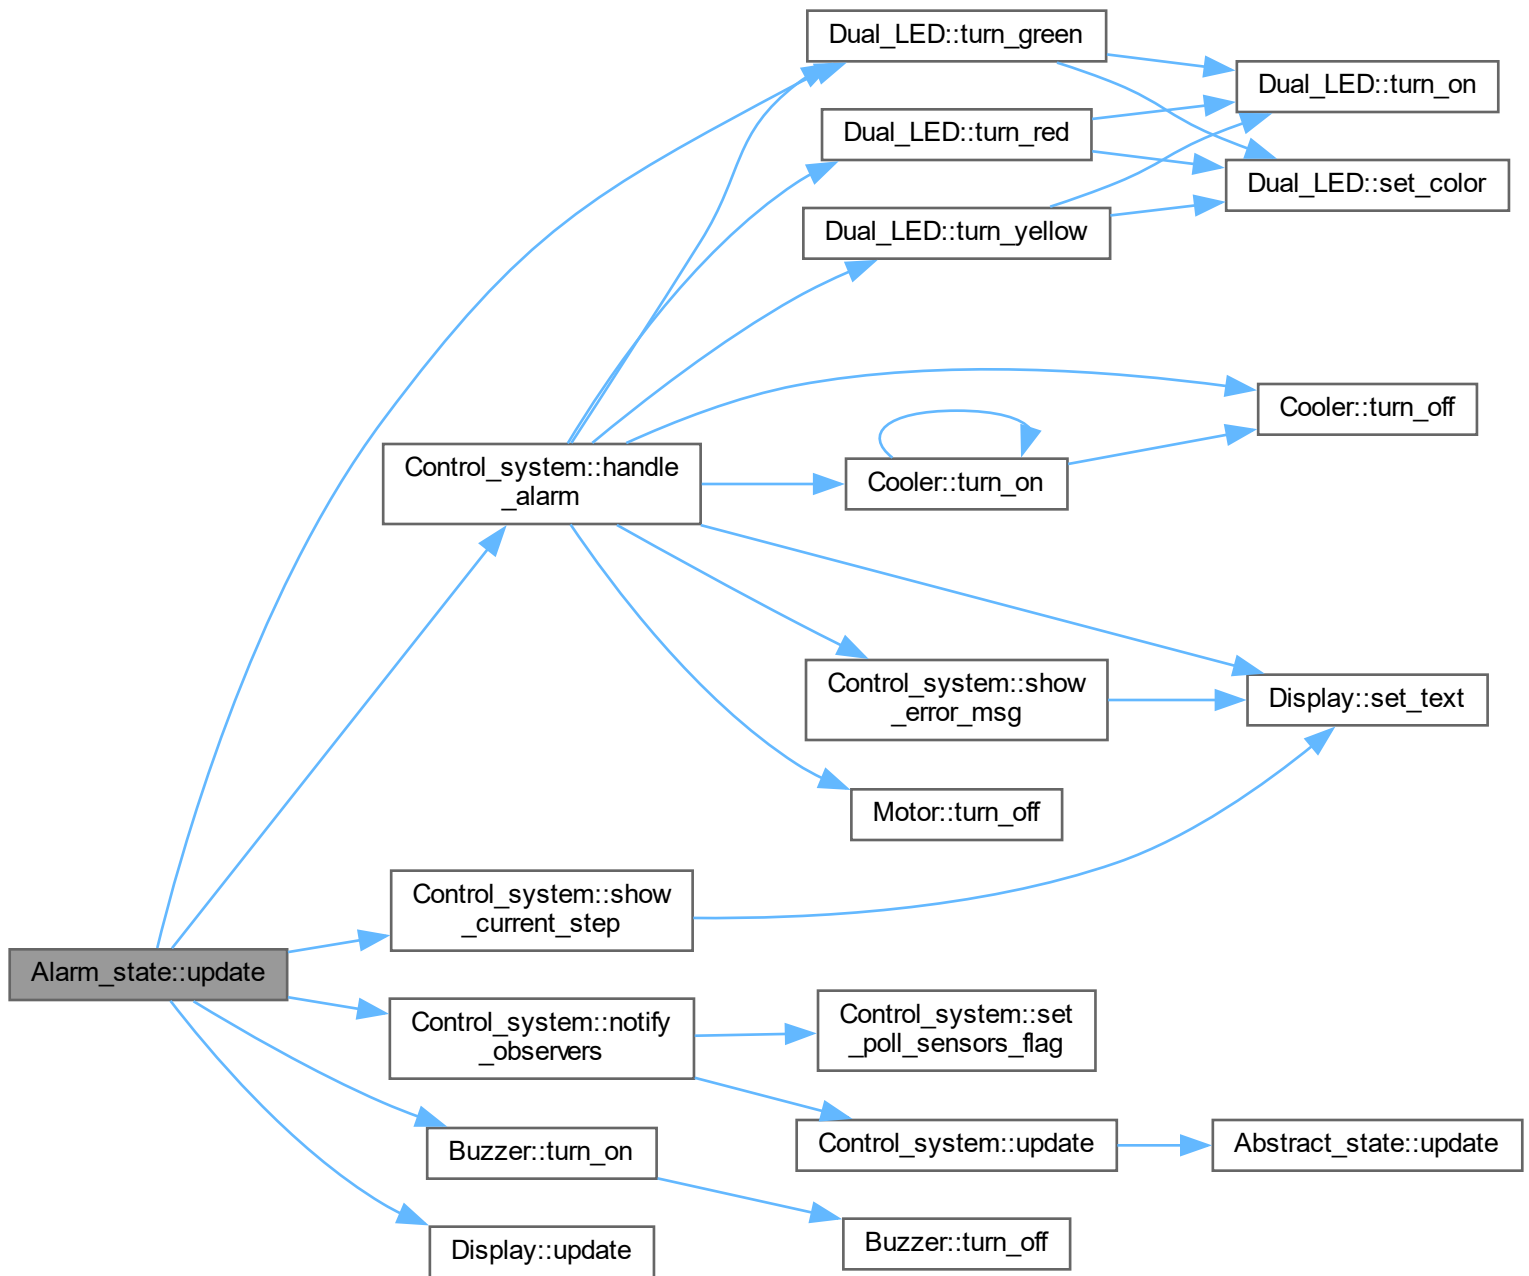 Dual_LED::turn_green
Dual_LED::turn_on
Dual_LED::turn_red
Dual_LED::set_color
Dual_LED::turn_yellow
Cooler::turn_off
Control_system::handle
_alarm
Cooler::turn_on
Control_system::show
_error_msg
Display::set_text
Motor::turn_off
Control_system::show
_current_step
Alarm_state::update
Control_system::notify
_observers
Control_system::set
_poll_sensors_flag
Buzzer::turn_on
Control_system::update
Abstract_state::update
Display::update
Buzzer::turn_off